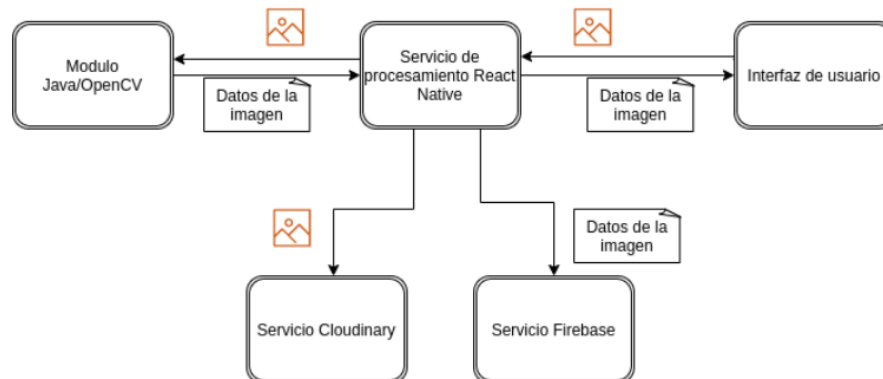 Modulo
Java/OpenCV
Datos de la
imagen
Servicio de
procesamiento React
Native
Datos de la
imagen
Interfaz de usuario
Datos de la
imagen
Servicio Cloudinary
Servicio Firebase